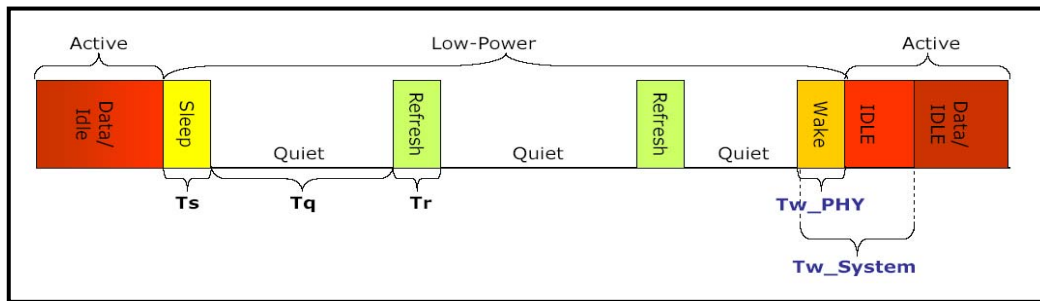 Active
Low-Power
Active
Data/
Idle
Sleep
Quiet
Refresh
Quiet
Refresh
Quiet
Wake
IDLE
Data/
IDLE
Ts
Tq
Tr
Tw_PHY
Tw_System